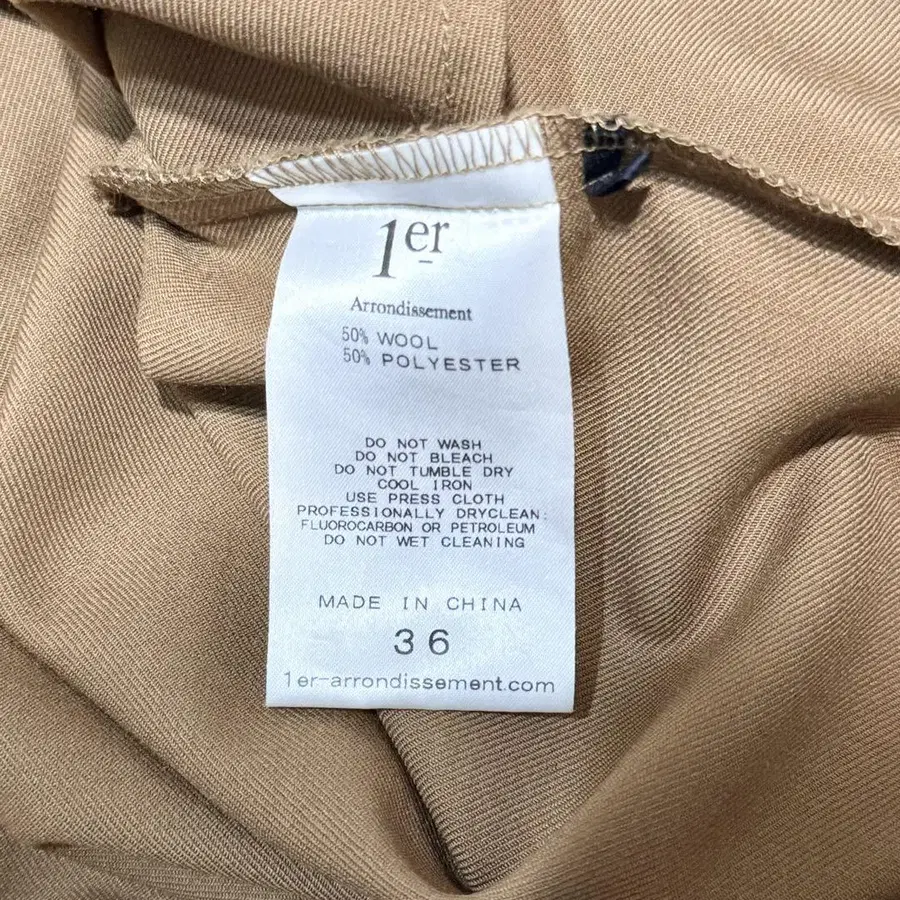 1er
Arrondissement
50% WOOL
50% POLYESTER
DO NOT WASH
DO NOT BLEACH
DO NOT TUMBLE DRY
COOL IRON
USE PRESS CLOTH
PROFESSIONALLY DRYCLEAN:
FLUOROCARBON OR PETROLEUM
DO NOT WET CLEANING
MADE IN CHINA
36
1er-arrondissement.com